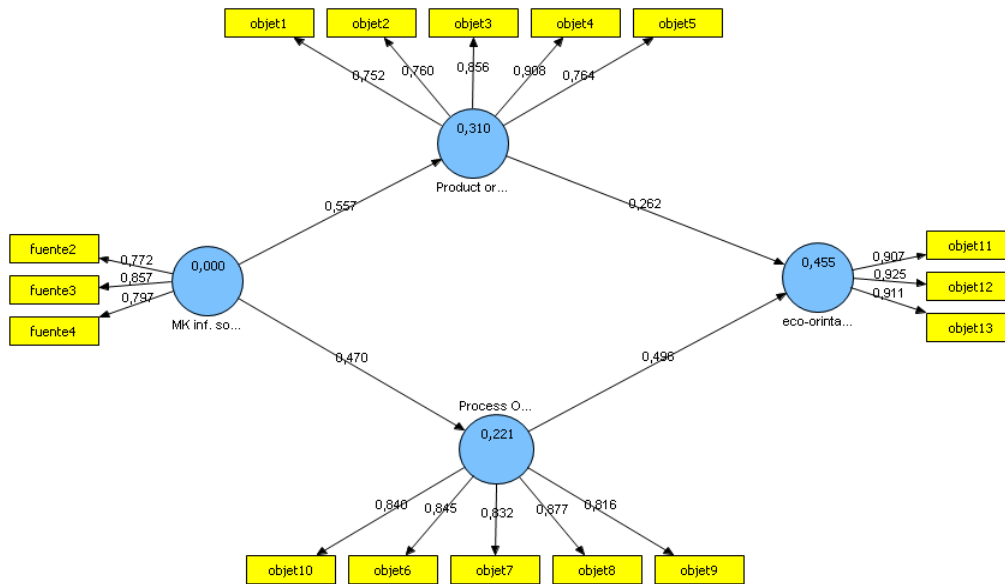 objet1
objet2
objet3
objet4
objet5
0,752
0,760
0,856
0,908
0,764
0,310
Product or...
0,557
0,262
fuente2
fuente3
fuente4
0,772
0,857
0,797
0,000
MK inf. so...
0,455
eco-orinta...
0,907
0,925
0,911
objet11
objet12
objet13
0,470
0,496
Process O...
0,221
0,840
0,845
0,832
0,877
0,816
objet10
objet6
objet7
objet8
objet9